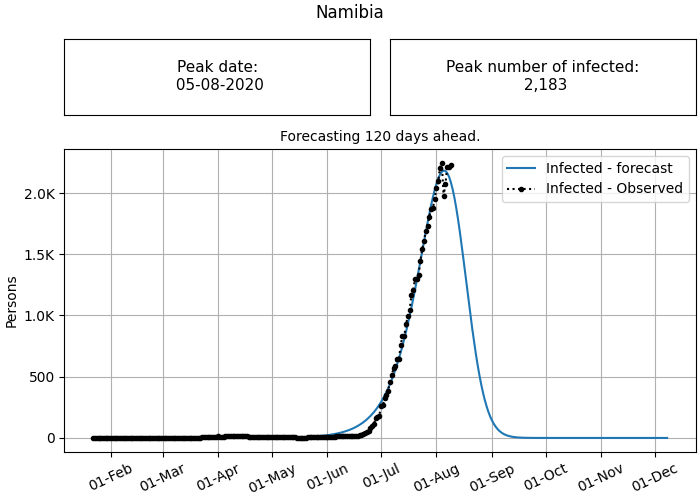 Namibia
Peak date:
05-08-2020
Peak number of infected:
2,183
Forecasting 120 days ahead.
Infected - forecast
Infected - Observed
Persons
2.0K
1.5K
1.0K
500
0
01-Feb
01-Mar
01-Apr
01-May
01-Jun
01-Jul
01-Aug
01-Sep
01-Oct
01-Nov
01-Dec